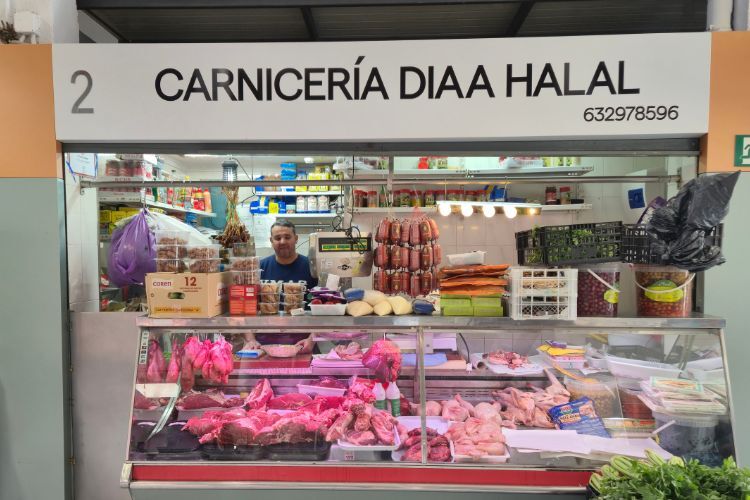 2
CARNICERÍA DIAA HALAL
632978596
COREN
12